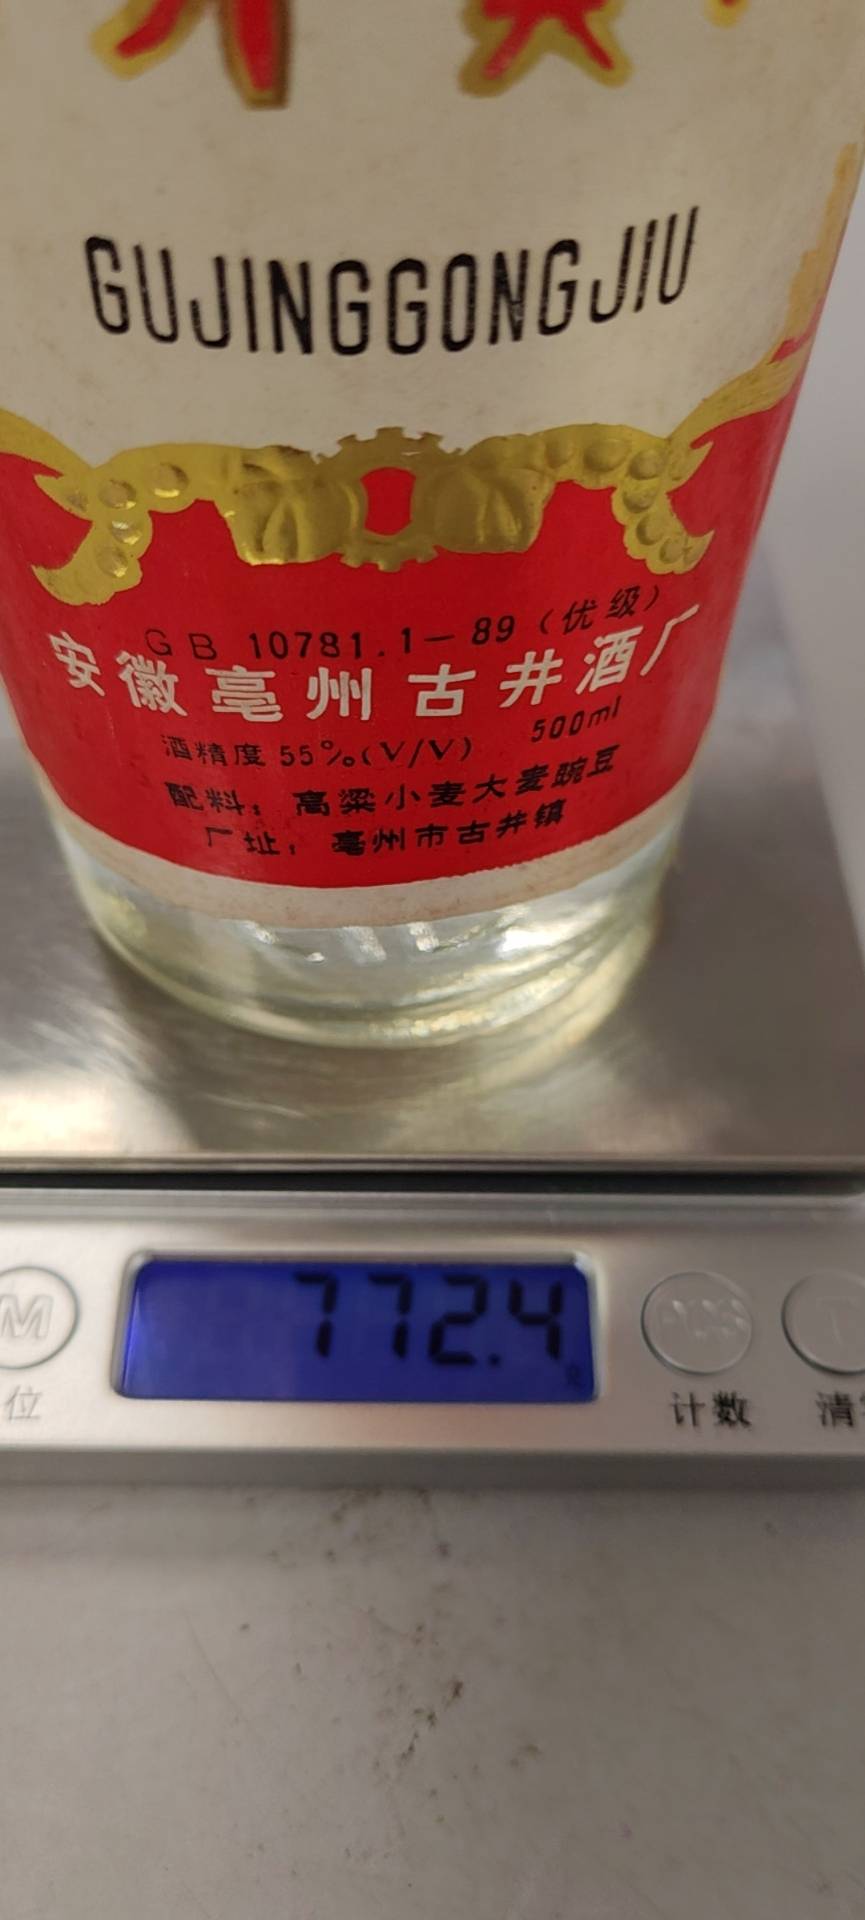 GUJINGGONGJIU
GB 10781.1—89（优级）
安徽亳州古井酒厂
500ml
酒精度 55%(V/V)
配料：高粱小麦大麦豌豆
厂址：亳州市古井镇
772.4
M
位
计数